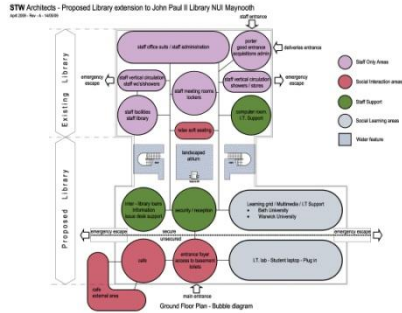 STW Architects - Proposed Library extension to John Paul II Library NUI Maynooth
staff entrance
staff office suite / staff administration
porter
good entrance
acquisitions admin
deliveries entrance
emergency
escape
staff vertical circulation
staff wc/showers
staff meeting rooms
lockers
staff vertical circulation
showers / stores
emergency
escape
staff facilities
staff library
computer room
I.T. Support
relax soft seating
Existing Library
Staff Only Areas
Social Interaction areas
Staff Support
Social Learning areas
Water feature
landscaped
atrium
Proposed Library
inter - library loans
information
issue desk support
security / reception
Learning grid / Multimedia / I.T Support
Bath University
Warwick University
emergency escape
secure
unsecured
emergency escape
cafe
entrance foyer
access to basement
toilets
I.T. lab - Student laptop - Plug in
cafe
external area
main entrance
Ground Floor Plan - Bubble diagram